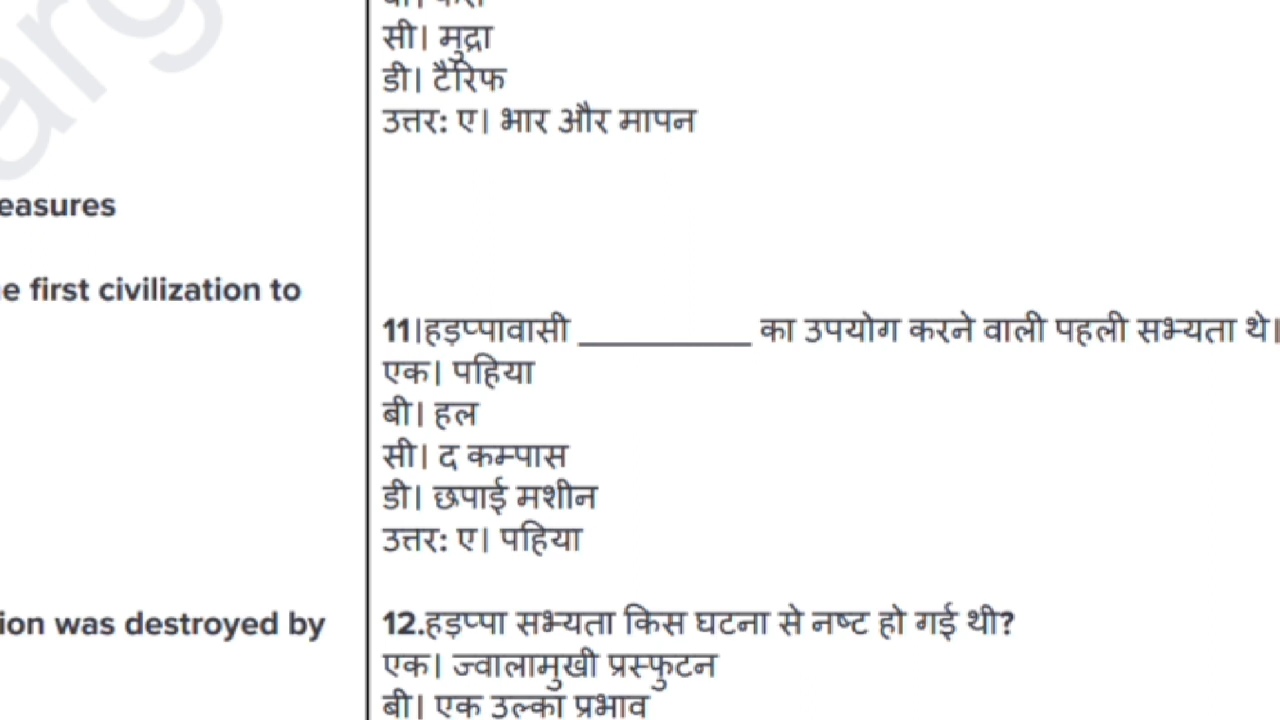 सी। मुद्रा
डी। टैरिफ
उत्तर: ए। भार और मापन
easures
e first civilization to
11।हड़प्पावासी __________ का उपयोग करने वाली पहली सभ्यता थे।
एक। पहिया
बी। हल
सी। द कम्पास
डी। छपाई मशीन
उत्तर: ए। पहिया
ion was destroyed by
12.हड़प्पा सभ्यता किस घटना से नष्ट हो गई थी?
एक। ज्वालामुखी प्रस्फुटन
बी। एक उल्का प्रभाव